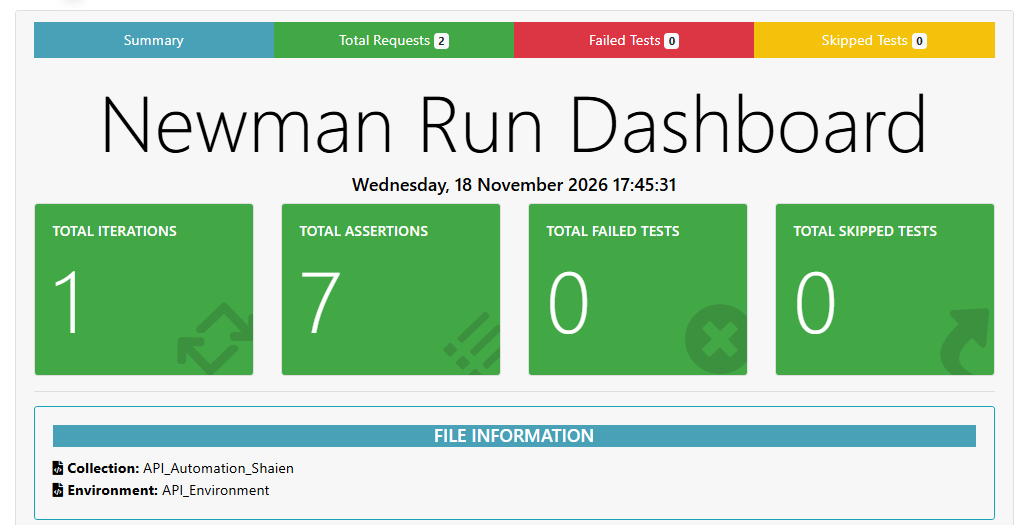 Summary
Total Requests 2
Failed Tests 0
Skipped Tests 0
Newman Run Dashboard
Wednesday, 18 November 2026 17:45:31
TOTAL ITERATIONS
1
TOTAL ASSERTIONS
7
TOTAL FAILED TESTS
0
TOTAL SKIPPED TESTS
0
FILE INFORMATION
Collection: API_Automation_Shaien
Environment: API_Environment